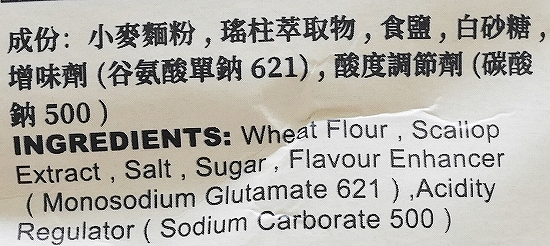 成份：小麥麵粉，瑤柱萃取物，食鹽，白砂糖，
增味劑 (谷氨酸單鈉 621)，酸度調節劑 (碳酸
鈉 500 )
INGREDIENTS: Wheat Flour , Scallop
Extract , Salt , Sugar , Flavour Enhancer
( Monosodium Glutamate 621 ) ,Acidity
Regulator ( Sodium Carborate 500 )